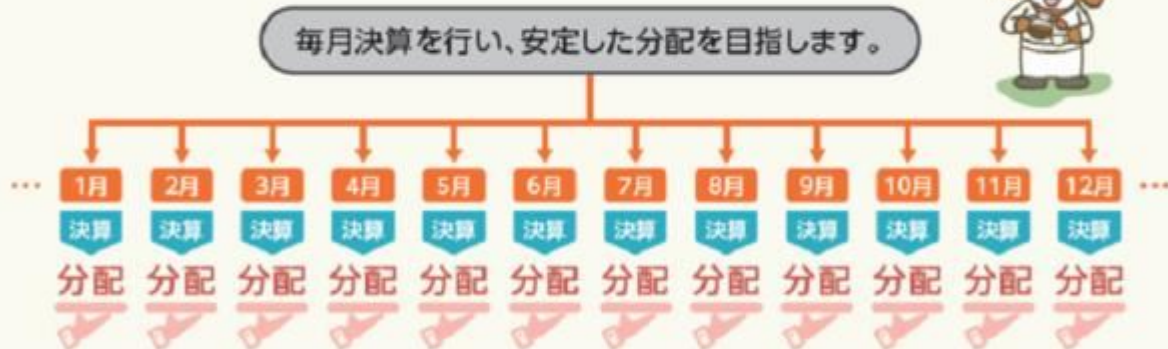 毎月決算を行い、安定した分配を目指します。
… 1月 2月 3月 4月 5月 6月 7月 8月 9月 10月 11月 12月 …
決算 決算 決算 決算 決算 決算 決算 決算 決算 決算 決算 決算
分配 分配 分配 分配 分配 分配 分配 分配 分配 分配 分配 分配